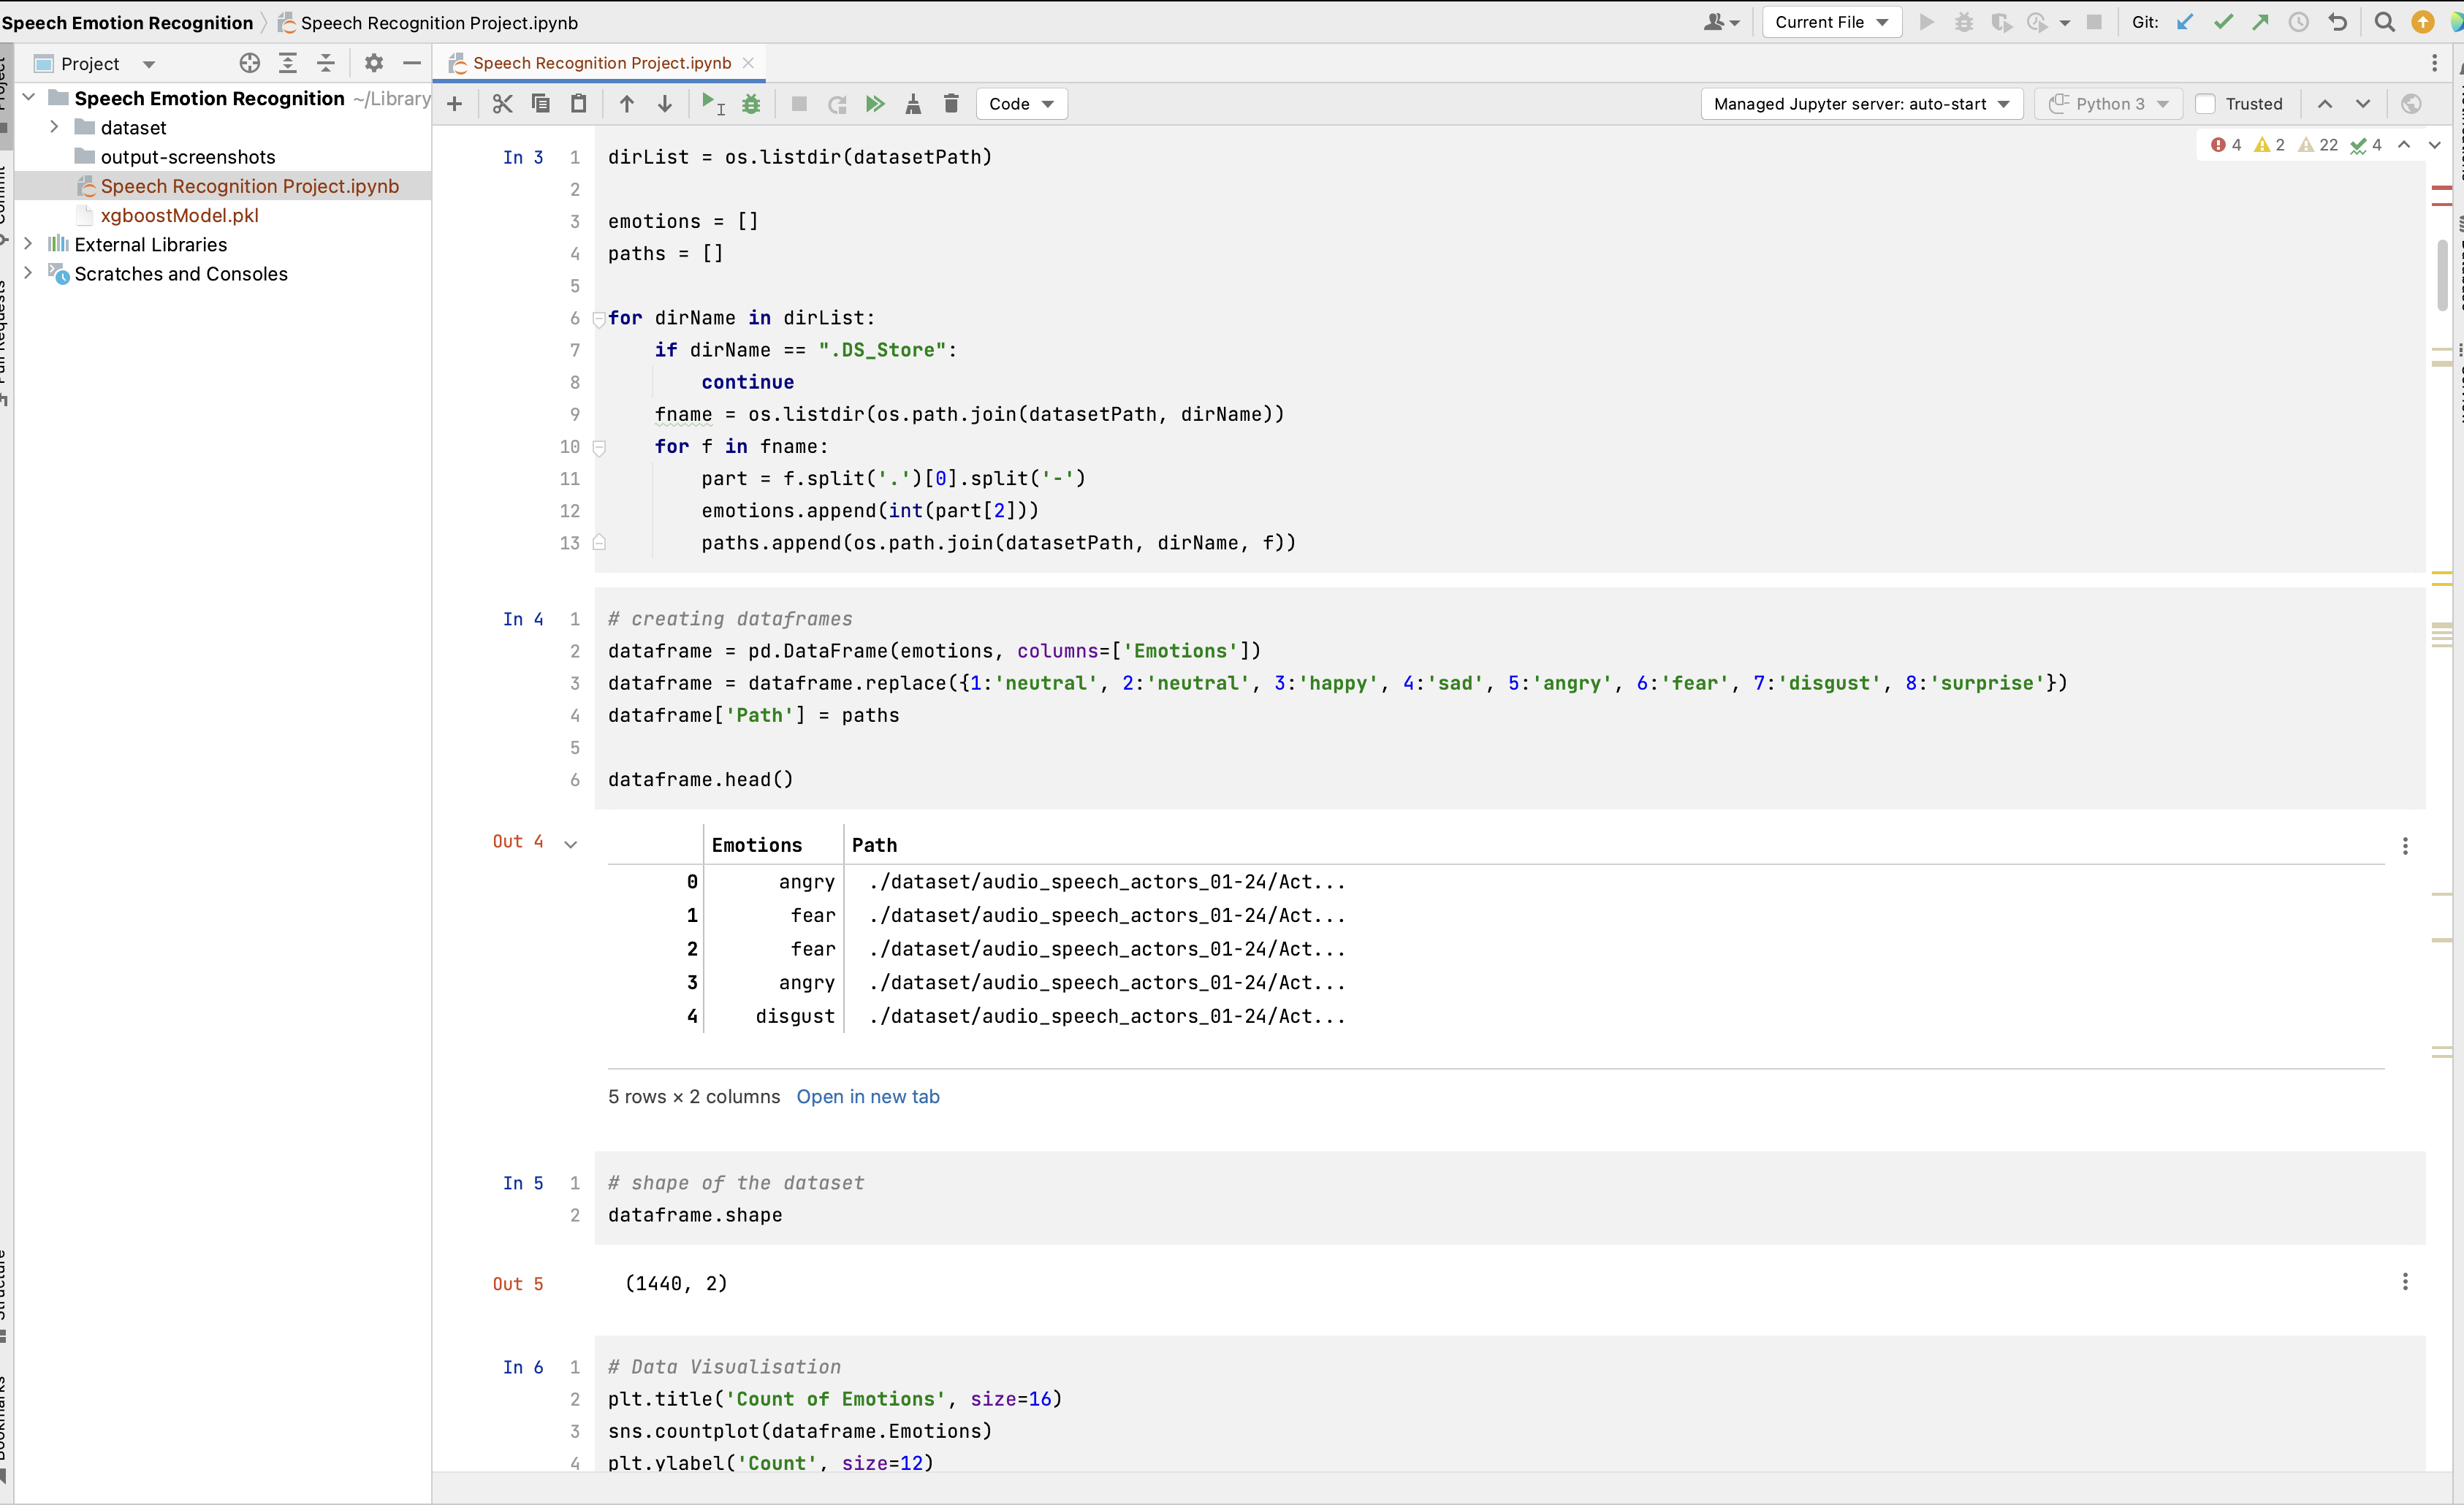 Speech Emotion Recognition Speech Recognition Project.ipynb Current File Git:
Project Speech Recognition Project.ipynb
Speech Emotion Recognition ~/Library
dataset
output-screenshots
Speech Recognition Project.ipynb
xgboostModel.pkl
External Libraries
Scratches and Consoles
Commit
Pull Requests
Structure
Bookmarks
Code Managed Jupyter server: auto-start Python 3 Trusted
4 2 22 4
In 3 1 dirList = os.listdir(datasetPath)
2
3 emotions = []
4 paths = []
5
6 for dirName in dirList:
7 if dirName == ".DS_Store":
8 continue
9 fname = os.listdir(os.path.join(datasetPath, dirName))
10 for f in fname:
11 part = f.split('.')[0].split('-')
12 emotions.append(int(part[2]))
13 paths.append(os.path.join(datasetPath, dirName, f))
In 4 1 # creating dataframes
2 dataframe = pd.DataFrame(emotions, columns=['Emotions'])
3 dataframe = dataframe.replace({1:'neutral', 2:'neutral', 3:'happy', 4:'sad', 5:'angry', 6:'fear', 7:'disgust', 8:'surprise'})
4 dataframe['Path'] = paths
5
6 dataframe.head()
Out 4 Emotions Path
0 angry ./dataset/audio_speech_actors_01-24/Act...
1 fear ./dataset/audio_speech_actors_01-24/Act...
2 fear ./dataset/audio_speech_actors_01-24/Act...
3 angry ./dataset/audio_speech_actors_01-24/Act...
4 disgust ./dataset/audio_speech_actors_01-24/Act...
5 rows × 2 columns Open in new tab
In 5 1 # shape of the dataset
2 dataframe.shape
Out 5 (1440, 2)
In 6 1 # Data Visualisation
2 plt.title('Count of Emotions', size=16)
3 sns.countplot(dataframe.Emotions)
4 plt.ylabel('Count', size=12)